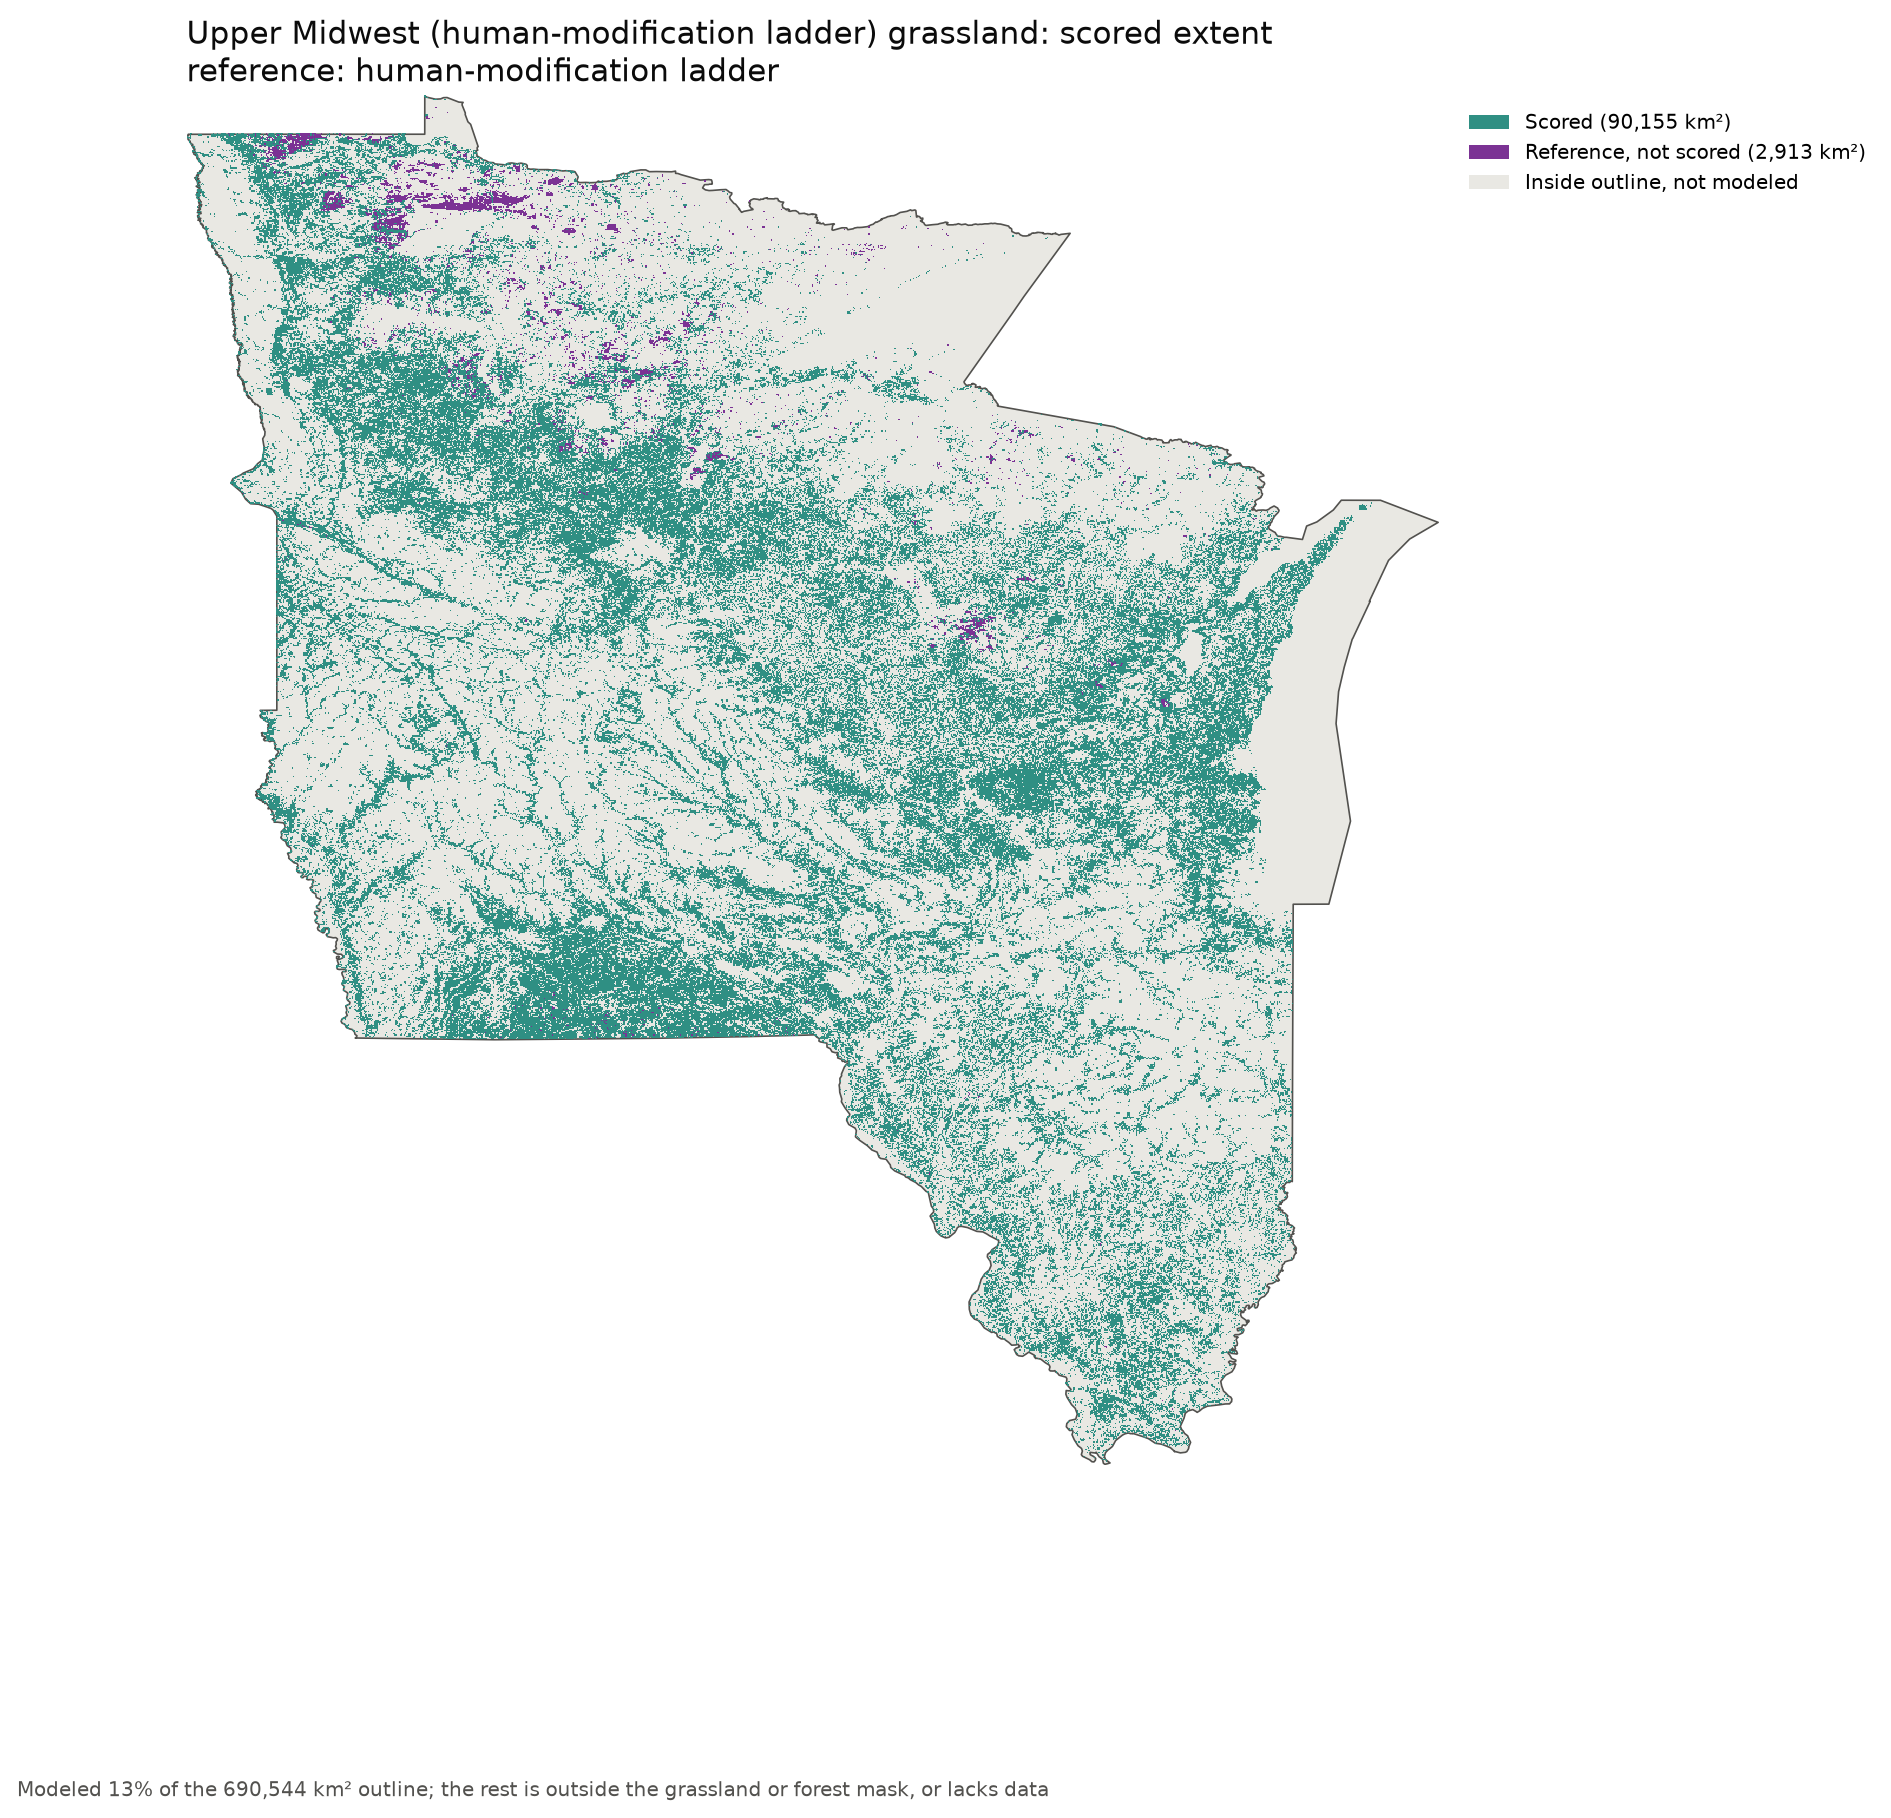 Upper Midwest (human-modification ladder) grassland: scored extent
reference: human-modification ladder
Scored (90,155 km²)
Reference, not scored (2,913 km²)
Inside outline, not modeled
Modeled 13% of the 690,544 km² outline; the rest is outside the grassland or forest mask, or lacks data